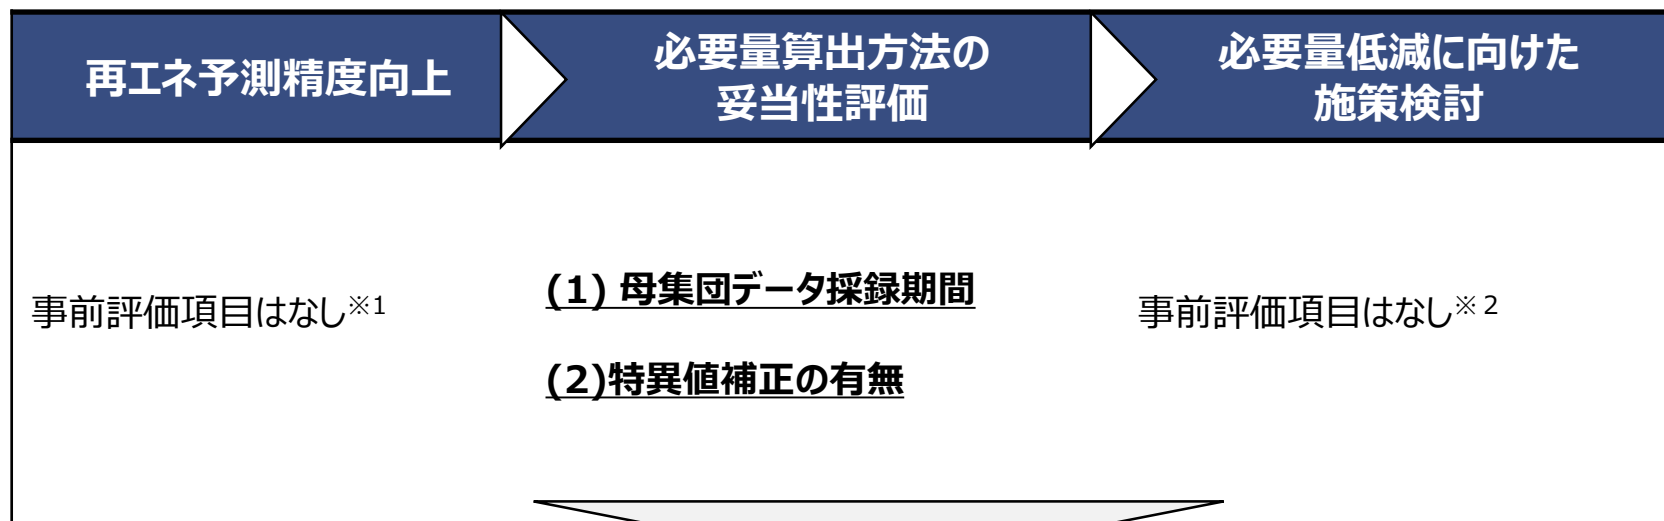 再エネ予測精度向上
必要量算出方法の
妥当性評価
必要量低減に向けた
施策検討
事前評価項目はなし※1
(1) 母集団データ採録期間
(2)特異値補正の有無
事前評価項目はなし※2